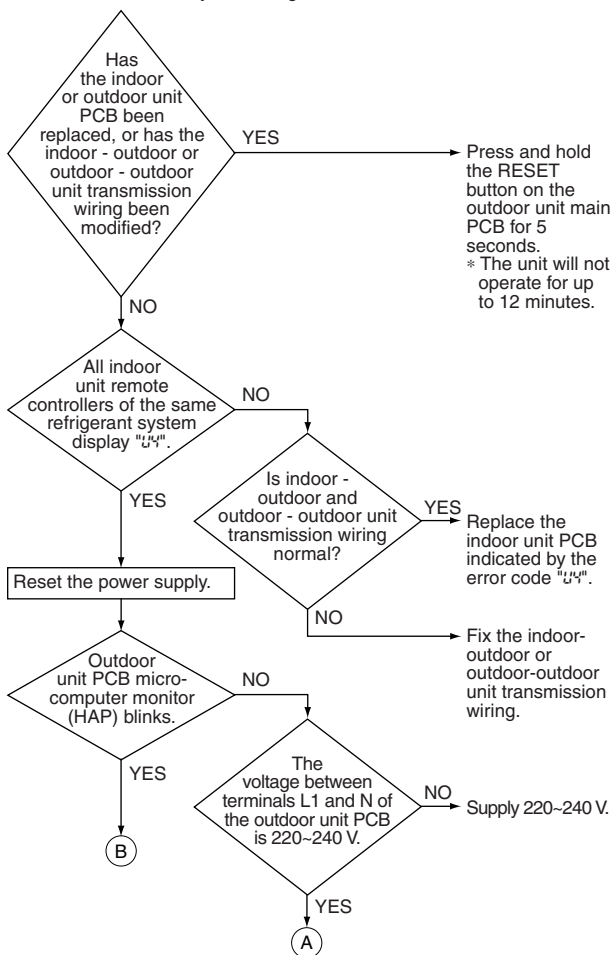 Has
the indoor
or outdoor unit
PCB been
replaced, or has the
indoor - outdoor or
outdoor - outdoor
unit transmission
wiring been
modified?
YES
Press and hold
the RESET
button on the
outdoor unit main
PCB for 5
seconds.
* The unit will not
operate for up
to 12 minutes.
NO
All indoor
unit remote
controllers of the same
refrigerant system
display "U4".
NO
YES
Is indoor -
outdoor and
outdoor - outdoor unit
transmission wiring
normal?
YES
Replace the
indoor unit PCB
indicated by the
error code "U4".
NO
Fix the indoor-
outdoor or
outdoor-outdoor
unit transmission
wiring.
Reset the power supply.
Outdoor
unit PCB micro-
computer monitor
(HAP) blinks.
NO
YES
B
The
voltage between
terminals L1 and N of
the outdoor unit PCB
is 220~240 V.
NO
Supply 220~240 V.
YES
A